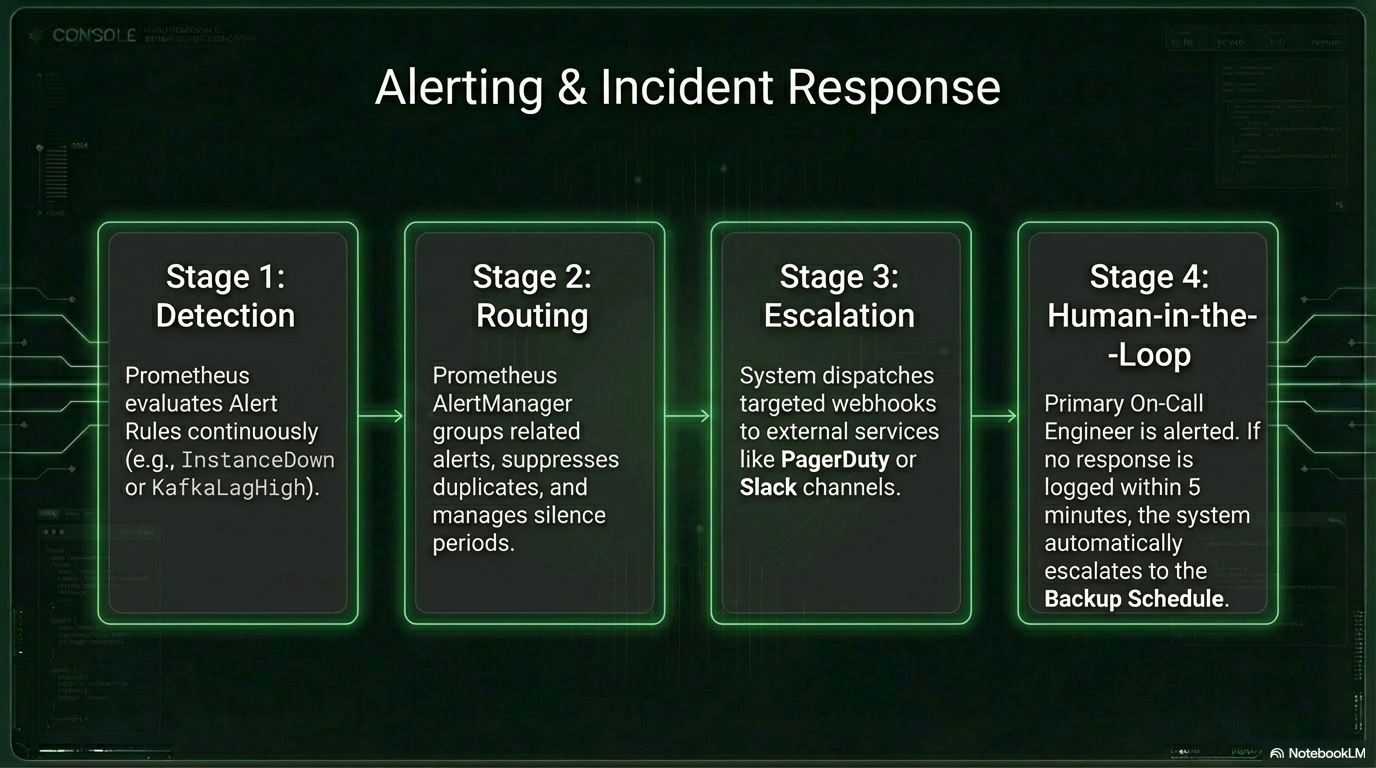 CONSOLE
Alerting & Incident Response
Stage 1:
Detection
Prometheus
evaluates Alert
Rules continuously
(e.g., InstanceDown
or KafkaLagHigh).
Stage 2:
Routing
Prometheus
AlertManager
groups related
alerts, suppresses
duplicates, and
manages silence
periods.
Stage 3:
Escalation
System dispatches
targeted webhooks
to external services
like PagerDuty or
Slack channels.
Stage 4:
Human-in-the-
-Loop
Primary On-Call
Engineer is alerted. If
no response is
logged within 5
minutes, the system
automatically
escalates to the
Backup Schedule.
NotebookLM